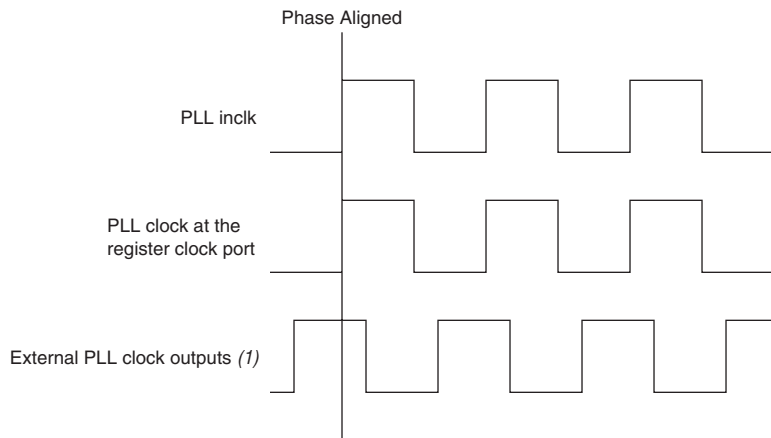 Phase Aligned
PLL inclk
PLL clock at the
register clock port
External PLL clock outputs (1)